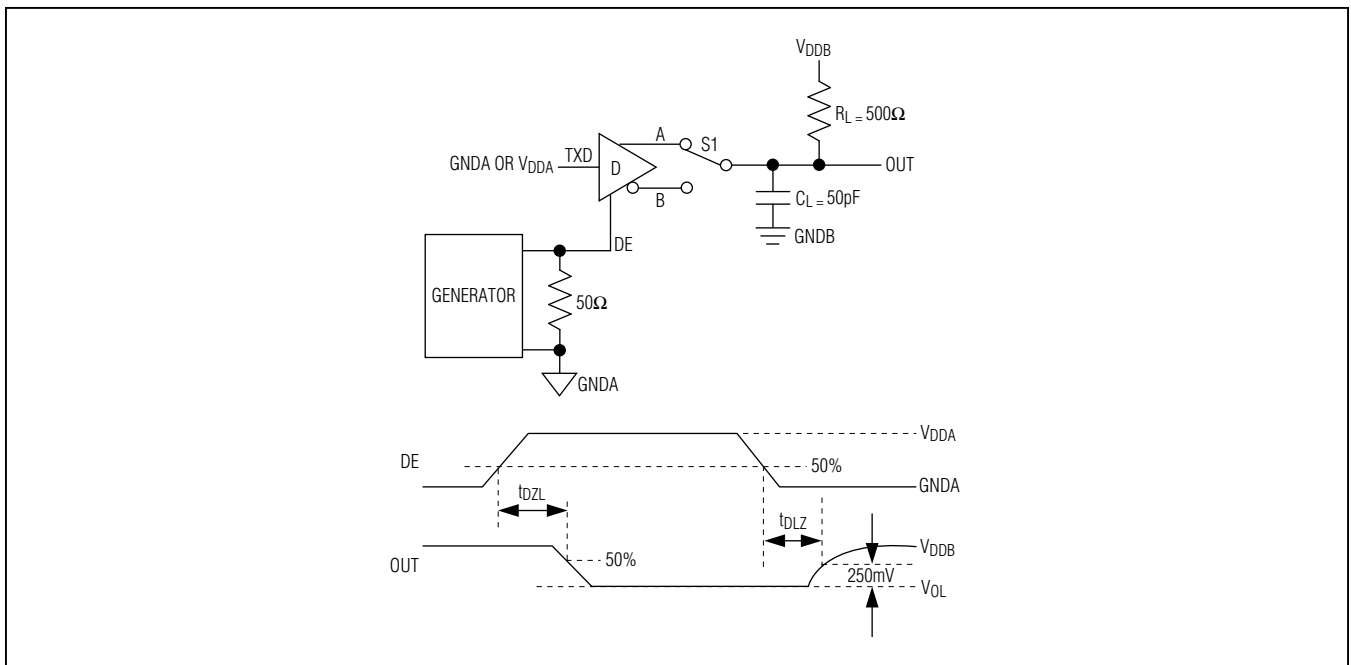 VDDB
RL = 500Ω
A
S1
GNDA OR VDDA
TXD
D
OUT
B
CL = 50pF
GNDB
DE
GENERATOR
50Ω
GNDA
VDDA
DE
50%
GNDA
tDZL
tDLZ
VDDB
OUT
50%
250mV
VOL